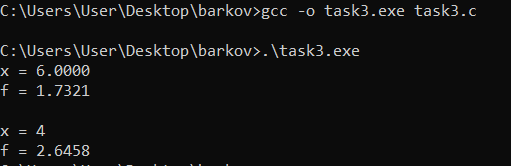 C:\Users\User\Desktop\barkov>gcc -o task3.exe task3.c
C:\Users\User\Desktop\barkov>.\task3.exe
x = 6.0000
f = 1.7321
x = 4
f = 2.6458